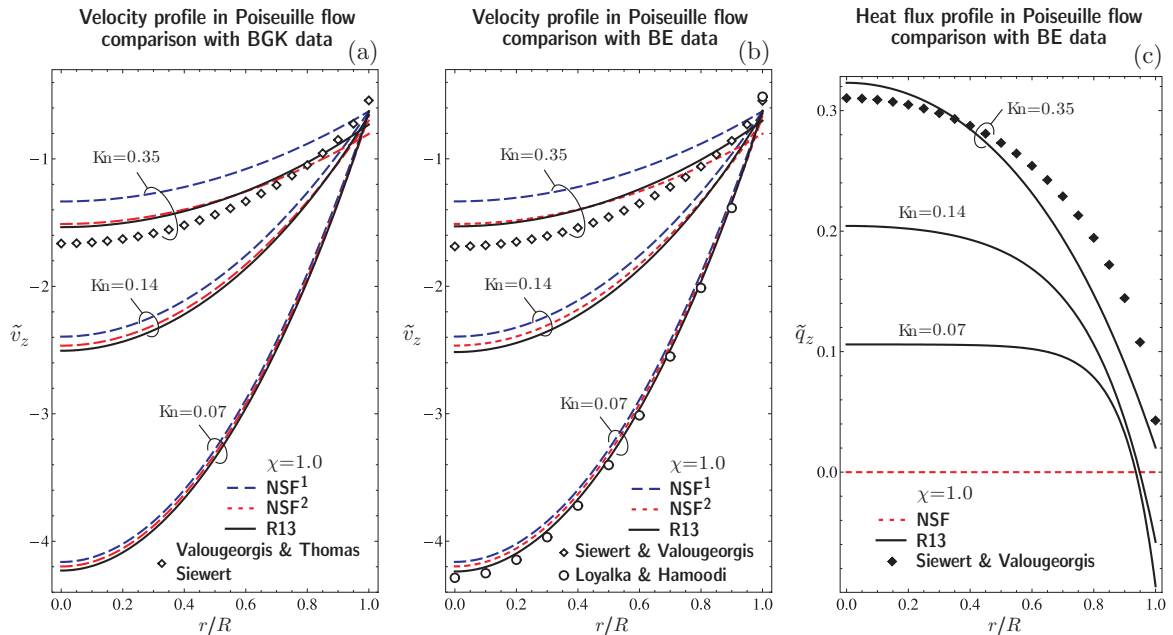 Velocity profile in Poiseuille flow
comparison with BGK data
(a)
Kn=0.35
Kn=0.14
Kn=0.07
ṽ_z
−1
−2
−3
−4
χ=1.0
NSF¹
NSF²
R13
Valougeorgis & Thomas
Siewert
0.0 0.2 0.4 0.6 0.8 1.0
r/R
Velocity profile in Poiseuille flow
comparison with BE data
(b)
Kn=0.35
Kn=0.14
Kn=0.07
ṽ_z
−1
−2
−3
−4
χ=1.0
NSF¹
NSF²
R13
Siewert & Valougeorgis
Loyalka & Hamoodi
0.0 0.2 0.4 0.6 0.8 1.0
r/R
Heat flux profile in Poiseuille flow
comparison with BE data
(c)
Kn=0.35
Kn=0.14
Kn=0.07
q̃_z
0.3
0.2
0.1
0.0
χ=1.0
NSF
R13
Siewert & Valougeorgis
0.0 0.2 0.4 0.6 0.8 1.0
r/R